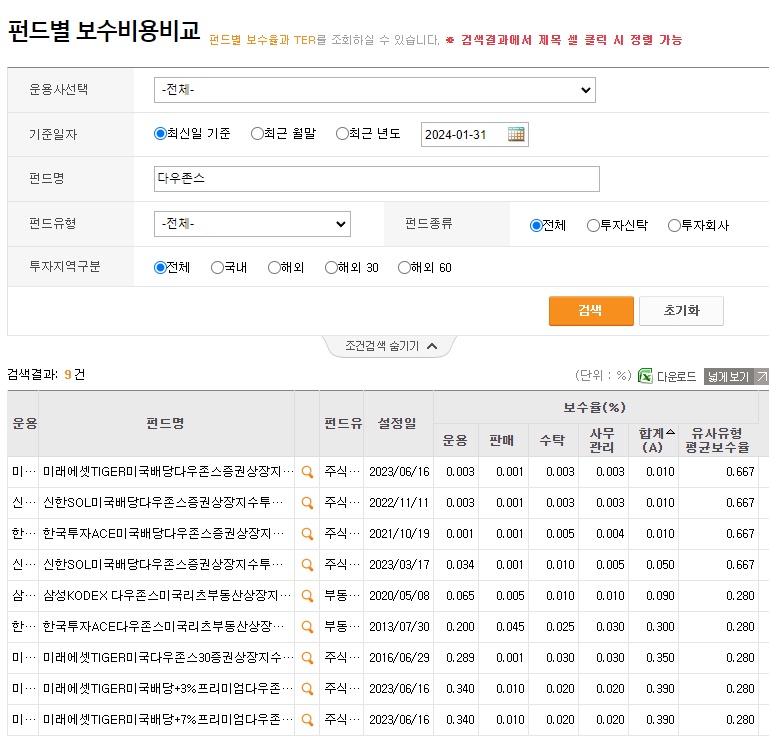 펀드별 보수비용비교 펀드별 보수율과 TER를 조회하실 수 있습니다. ※ 검색결과에서 제목 셀 클릭 시 정렬 가능
운용사선택 -전체-
기준일자 최신일 기준 최근 월말 최근 년도 2024-01-31
펀드명 다우존스
펀드유형 -전체- 펀드종류 전체 투자신탁 투자회사
투자지역구분 전체 국내 해외 해외 30 해외 60
검색 초기화
조건검색 숨기기
검색결과: 9 건 (단위 : %) 다운로드 넓게보기
운용 펀드명 펀드유 설정일 보수율(%)
운용 판매 수탁 사무관리 합계(A) 유사유형 평균보수율
미… 미래에셋TIGER미국배당다우존스증권상장지… 주식… 2023/06/16 0.003 0.001 0.003 0.003 0.010 0.667
신… 신한SOL미국배당다우존스증권상장지수투… 주식… 2022/11/11 0.003 0.001 0.003 0.003 0.010 0.667
한… 한국투자ACE미국배당다우존스증권상장지… 주식… 2021/10/19 0.001 0.001 0.005 0.004 0.010 0.667
신… 신한SOL미국배당다우존스증권상장지수투… 주식… 2023/03/17 0.034 0.001 0.010 0.005 0.050 0.667
삼… 삼성KODEX 다우존스미국리츠부동산상장지… 부동… 2020/05/08 0.065 0.005 0.010 0.010 0.090 0.280
한… 한국투자ACE다우존스미국리츠부동산상장… 부동… 2013/07/30 0.200 0.045 0.025 0.030 0.300 0.280
미… 미래에셋TIGER미국다우존스30증권상장지수… 주식… 2016/06/29 0.289 0.001 0.030 0.030 0.350 0.280
미… 미래에셋TIGER미국배당+3%프리미엄다우존… 주식… 2023/06/16 0.340 0.010 0.020 0.020 0.390 0.280
미… 미래에셋TIGER미국배당+7%프리미엄다우존… 주식… 2023/06/16 0.340 0.010 0.020 0.020 0.390 0.280